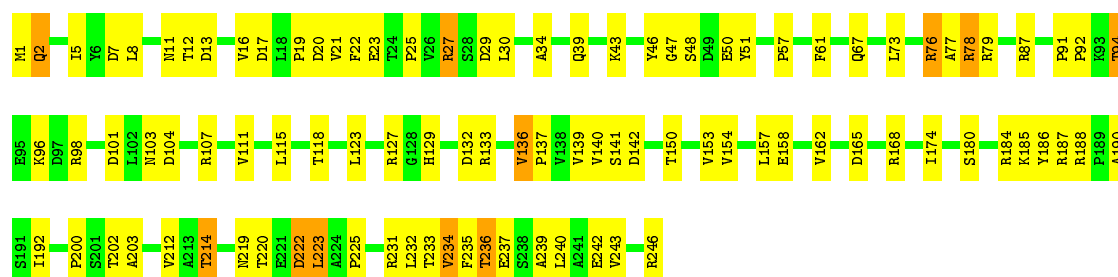 M1 Q2 I5 Y6 D7 L8 N11 T12 D13 V16 D17 L18 P19 D20 V21 F22 E23 T24 P25 V26 R27 S28 D29 L30 A34 Q39 K43 Y46 G47 S48 D49 E50 Y51 P57 F61 Q67 L73 R76 A77 R78 R79 R87 P91 P92 K93 T94
E95 K96 D97 R98 D101 L102 N103 D104 R107 V111 L115 T118 L123 R127 G128 H129 D132 R133 V136 P137 V138 V139 V140 S141 D142 T150 V153 V154 L157 E158 V162 D165 R168 I174 S180 R184 K185 Y186 R187 R188 P189 A190
S191 I192 P200 S201 T202 A203 V212 A213 T214 N219 T220 E221 D222 L223 A224 P225 R231 L232 T233 V234 F235 T236 E237 S238 A239 L240 A241 E242 V243 R246